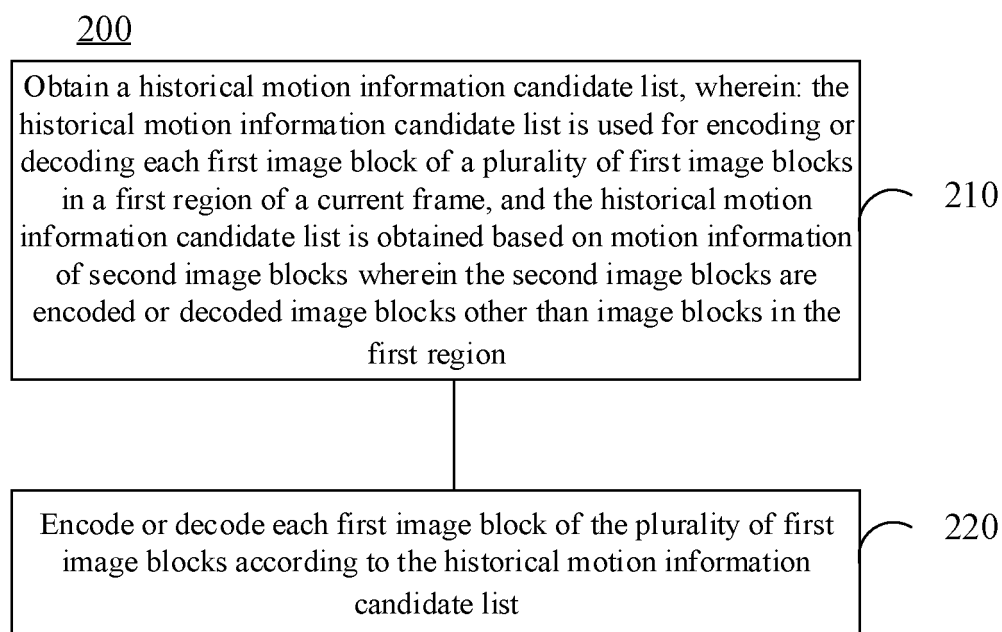 200
Obtain a historical motion information candidate list, wherein: the
historical motion information candidate list is used for encoding or
decoding each first image block of a plurality of first image blocks
in a first region of a current frame, and the historical motion
information candidate list is obtained based on motion information
of second image blocks wherein the second image blocks are
encoded or decoded image blocks other than image blocks in the
first region
210
Encode or decode each first image block of the plurality of first
image blocks according to the historical motion information
candidate list
220